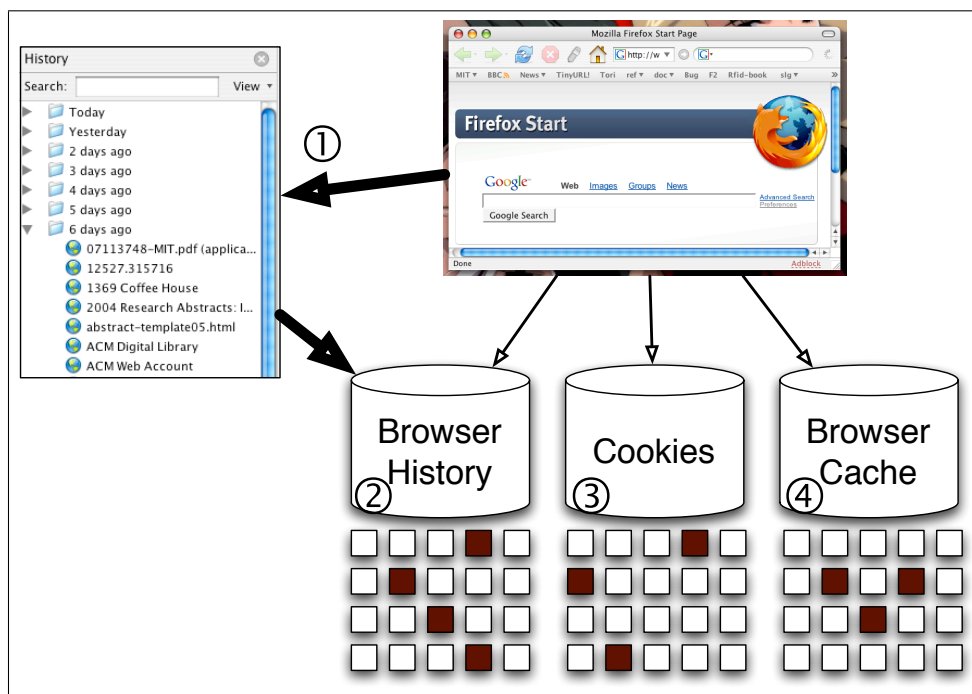 History
Search: View
Today
Yesterday
2 days ago
3 days ago
4 days ago
5 days ago
6 days ago
07113748-MIT.pdf (applica...
12527.315716
1369 Coffee House
2004 Research Abstracts: I...
abstract-template05.html
ACM Digital Library
ACM Web Account
①
Mozilla Firefox Start Page
G http://w G
MIT BBC News TinyURL! Tori ref doc Bug F2 Rfid-book slg »
Firefox Start
Google™ Web Images Groups News
Advanced Search
Preferences
Google Search
Done Adblock
Browser
History
②
Cookies
③
Browser
Cache
④